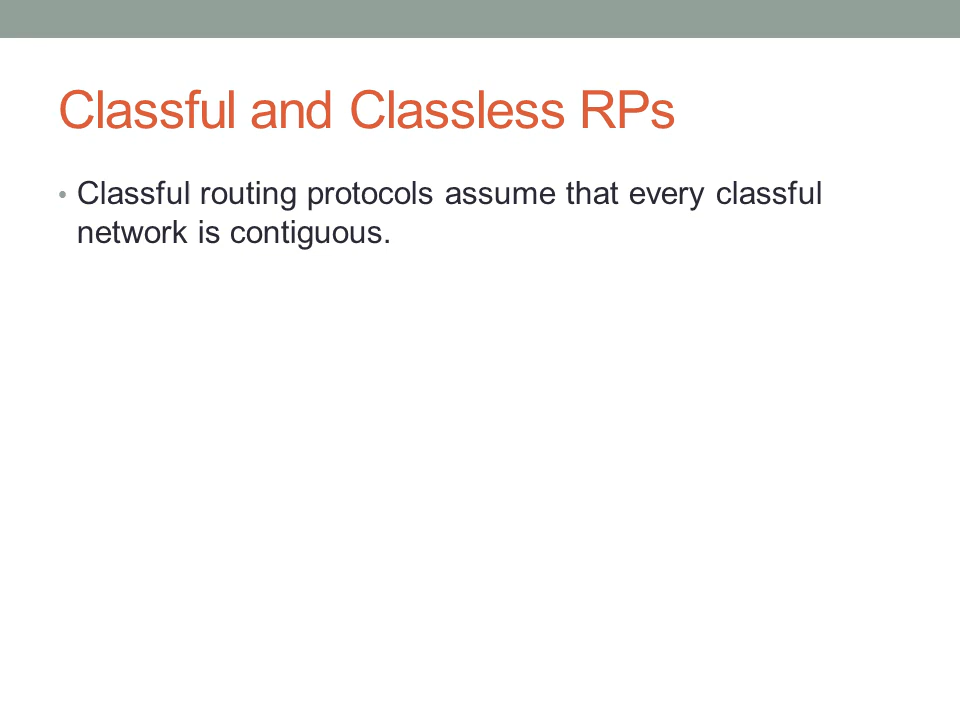 Classful and Classless RPs
• Classful routing protocols assume that every classful
network is contiguous.